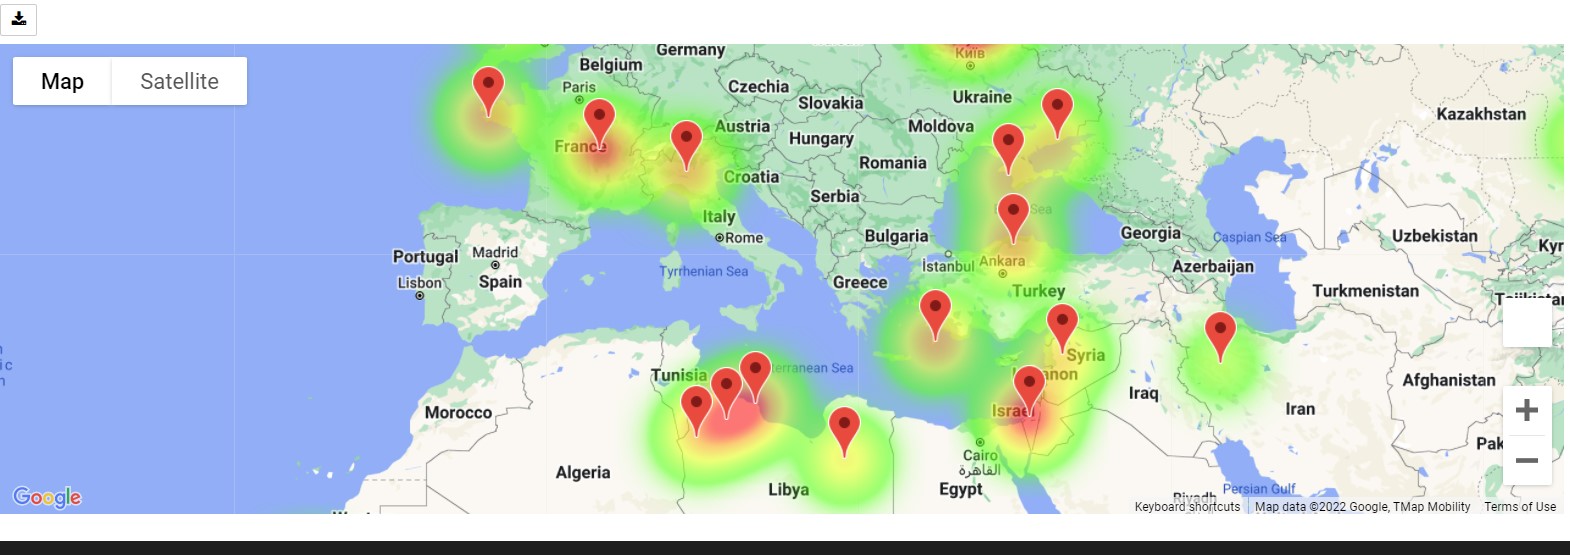 Map
Satellite
Germany
Київ
Belgium
Paris
Czechia
Ukraine
Slovakia
Kazakhstan
Austria
Moldova
Hungary
France
Romania
Croatia
Serbia
Sea
Italy
Rome
Bulgaria
Georgia
Caspian Sea
Uzbekistan
Kyr
Madrid
Portugal
Spain
Lisbon
Tyrrhenian Sea
İstanbul
Ankara
Azerbaijan
Greece
Turkey
Turkmenistan
Tajikistan
Syria
Tunisia
terranean Sea
Lebanon
Iraq
Afghanistan
Morocco
Israel
Iran
Pak
Cairo
القاهرة
Algeria
Libya
Egypt
Persian Gulf
Riyadh
Google
Keyboard shortcuts
Map data ©2022 Google, TMap Mobility
Terms of Use